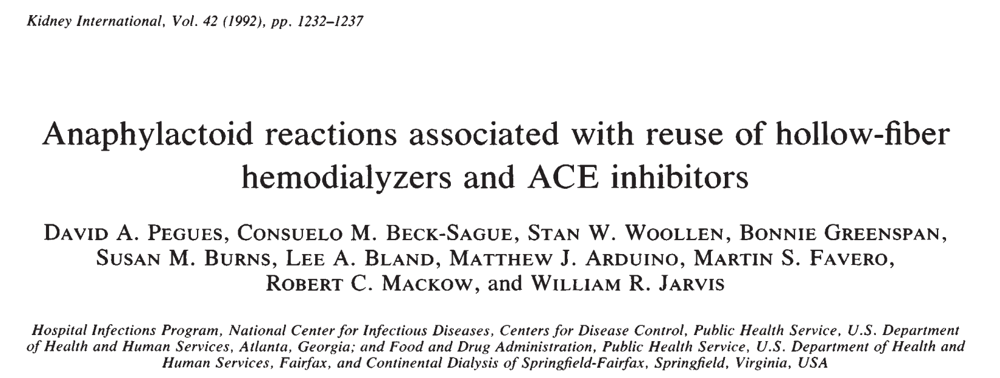 Kidney International, Vol. 42 (1992), pp. 1232–1237
Anaphylactoid reactions associated with reuse of hollow-fiber
hemodialyzers and ACE inhibitors
DAVID A. PEGUES, CONSUELO M. BECK-SAGUE, STAN W. WOOLLEN, BONNIE GREENSPAN,
SUSAN M. BURNS, LEE A. BLAND, MATTHEW J. ARDUINO, MARTIN S. FAVERO,
ROBERT C. MACKOW, and WILLIAM R. JARVIS
Hospital Infections Program, National Center for Infectious Diseases, Centers for Disease Control, Public Health Service, U.S. Department
of Health and Human Services, Atlanta, Georgia; and Food and Drug Administration, Public Health Service, U.S. Department of Health and
Human Services, Fairfax, and Continental Dialysis of Springfield-Fairfax, Springfield, Virginia, USA